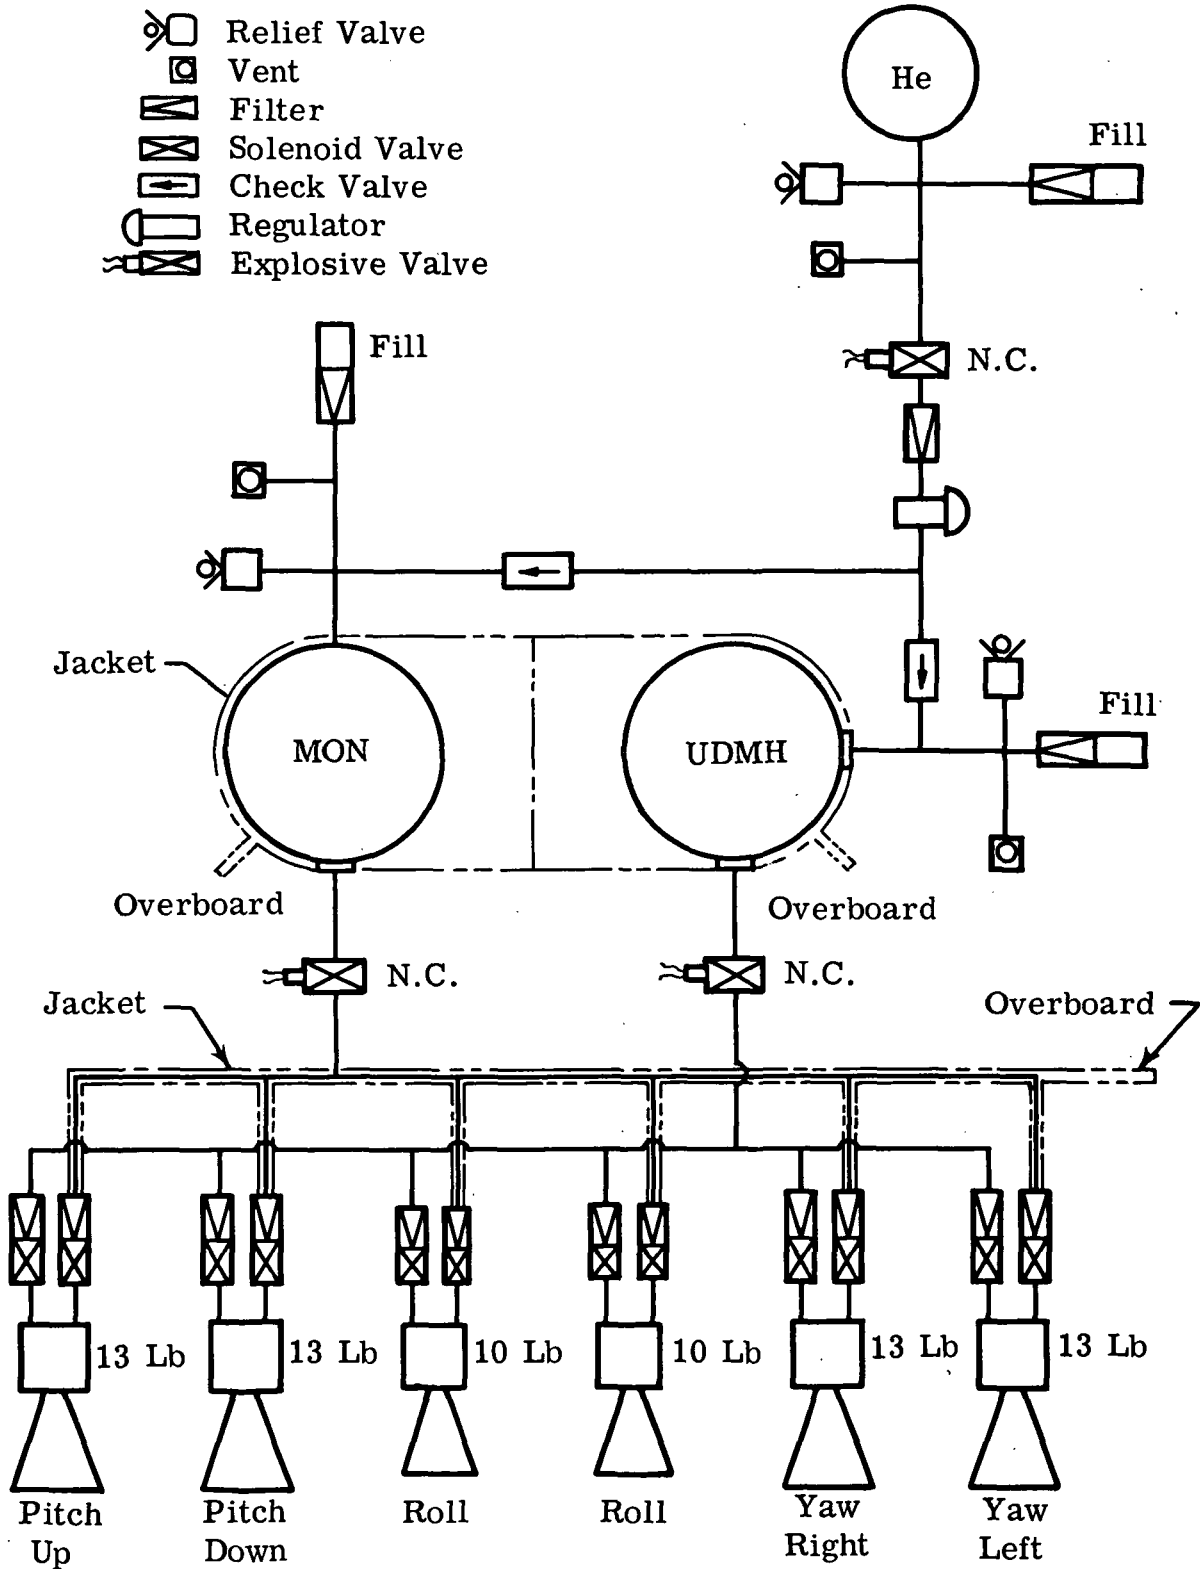 Relief Valve
Vent
Filter
Solenoid Valve
Check Valve
Regulator
Explosive Valve
He
Fill
N.C.
Fill
Jacket
MON
UDMH
Fill
Overboard
Overboard
N.C.
N.C.
Jacket
Overboard
13 Lb
13 Lb
10 Lb
10 Lb
13 Lb
13 Lb
Pitch
Up
Pitch
Down
Roll
Roll
Yaw
Right
Yaw
Left